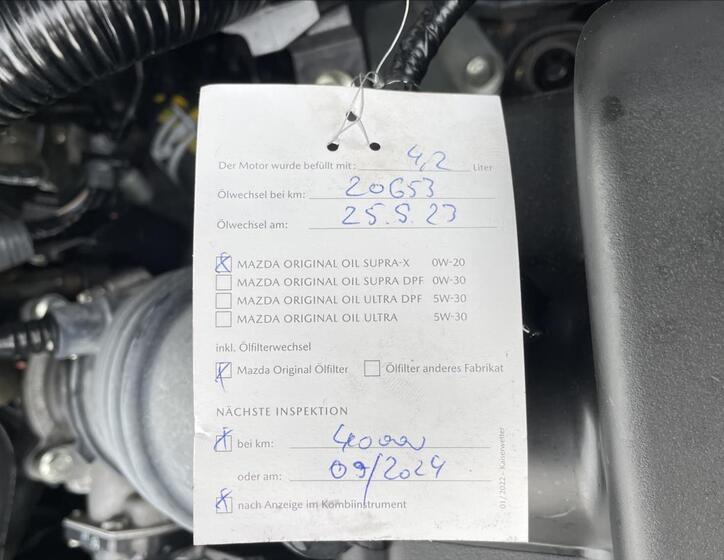 Der Motor wurde befüllt mit: 4,2 Liter
Ölwechsel bei km: 20653
Ölwechsel am: 25.5.23
MAZDA ORIGINAL OIL SUPRA-X 0W-20
MAZDA ORIGINAL OIL SUPRA DPF 0W-30
MAZDA ORIGINAL OIL ULTRA DPF 5W-30
MAZDA ORIGINAL OIL ULTRA 5W-30
inkl. Ölfilterwechsel
Mazda Original Ölfilter Ölfilter anderes Fabrikat
NÄCHSTE INSPEKTION
bei km: 40000
oder am: 09/2024
nach Anzeige im Kombiinstrument
01/2022 - Kaiserwetter